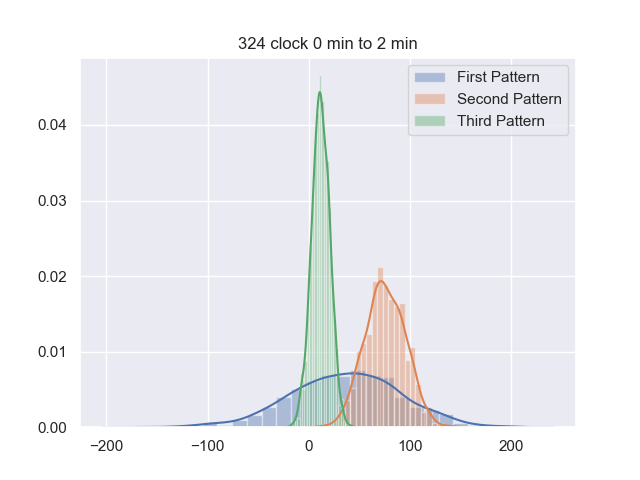 324 clock 0 min to 2 min
First Pattern
Second Pattern
Third Pattern
0.04
0.03
0.02
0.01
0.00
−200 −100 0 100 200